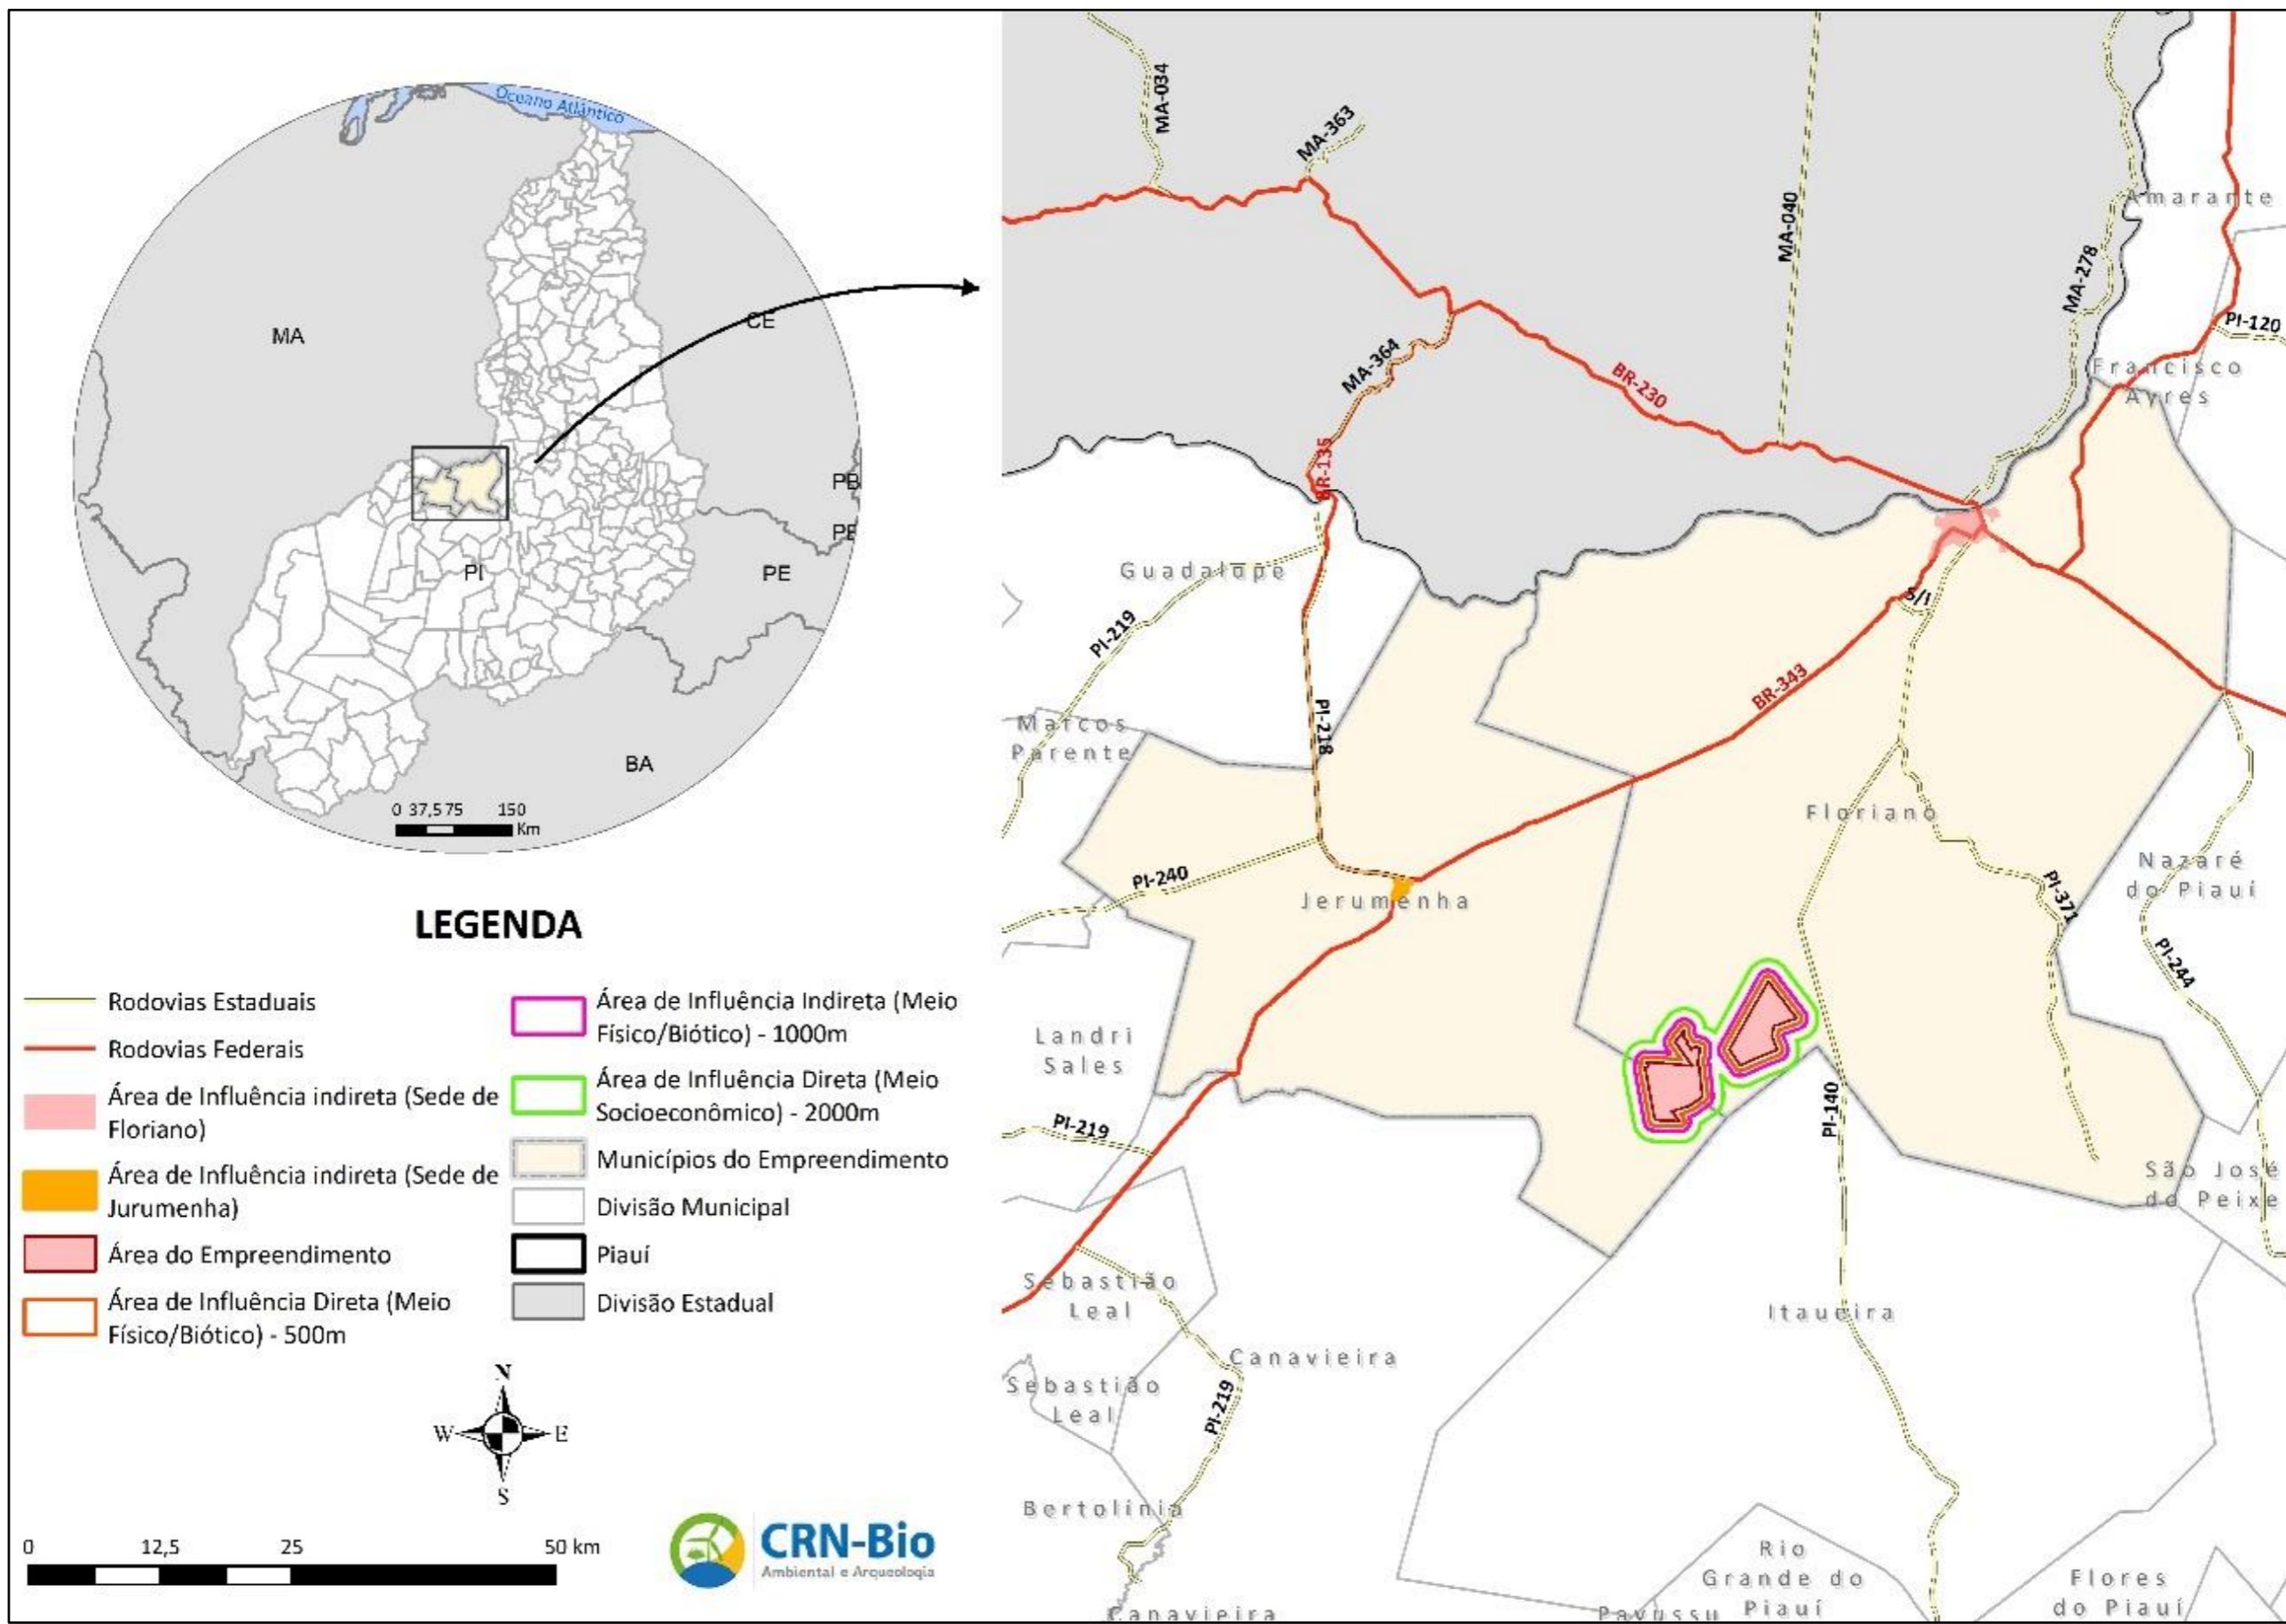 Oceano Atlântico
MA
CE
PB
PE
PI
PE
BA
0 37,5 75 150
Km
LEGENDA
Rodovias Estaduais
Rodovias Federais
Área de Influência indireta (Sede de
Floriano)
Área de Influência indireta (Sede de
Jurumenha)
Área do Empreendimento
Área de Influência Direta (Meio
Físico/Biótico) - 500m
Área de Influência Indireta (Meio
Físico/Biótico) - 1000m
Área de Influência Direta (Meio
Socioeconômico) - 2000m
Municípios do Empreendimento
Divisão Municipal
Piauí
Divisão Estadual
N
W E
S
0 12,5 25 50 km
CRN-Bio
Ambiental e Arqueologia
MA-034
MA-363
MA-040
MA-278
Amarante
PI-120
Francisco
Ayres
MA-364
BR-230
BR-135
Guadalupe
PI-219
S/I
BR-343
Marcos
Parente
PI-218
Floriano
PI-240
Jerumenha
Nazaré
do Piauí
PI-371
PI-244
Landri
Sales
PI-219
PI-140
São José
do Peixe
Sebastião
Leal
Itaueira
Canavieira
Sebastião
Leal
PI-219
Bertolínia
Canavieira
Rio
Grande do
Piauí
Pavussu
Flores
do Piauí